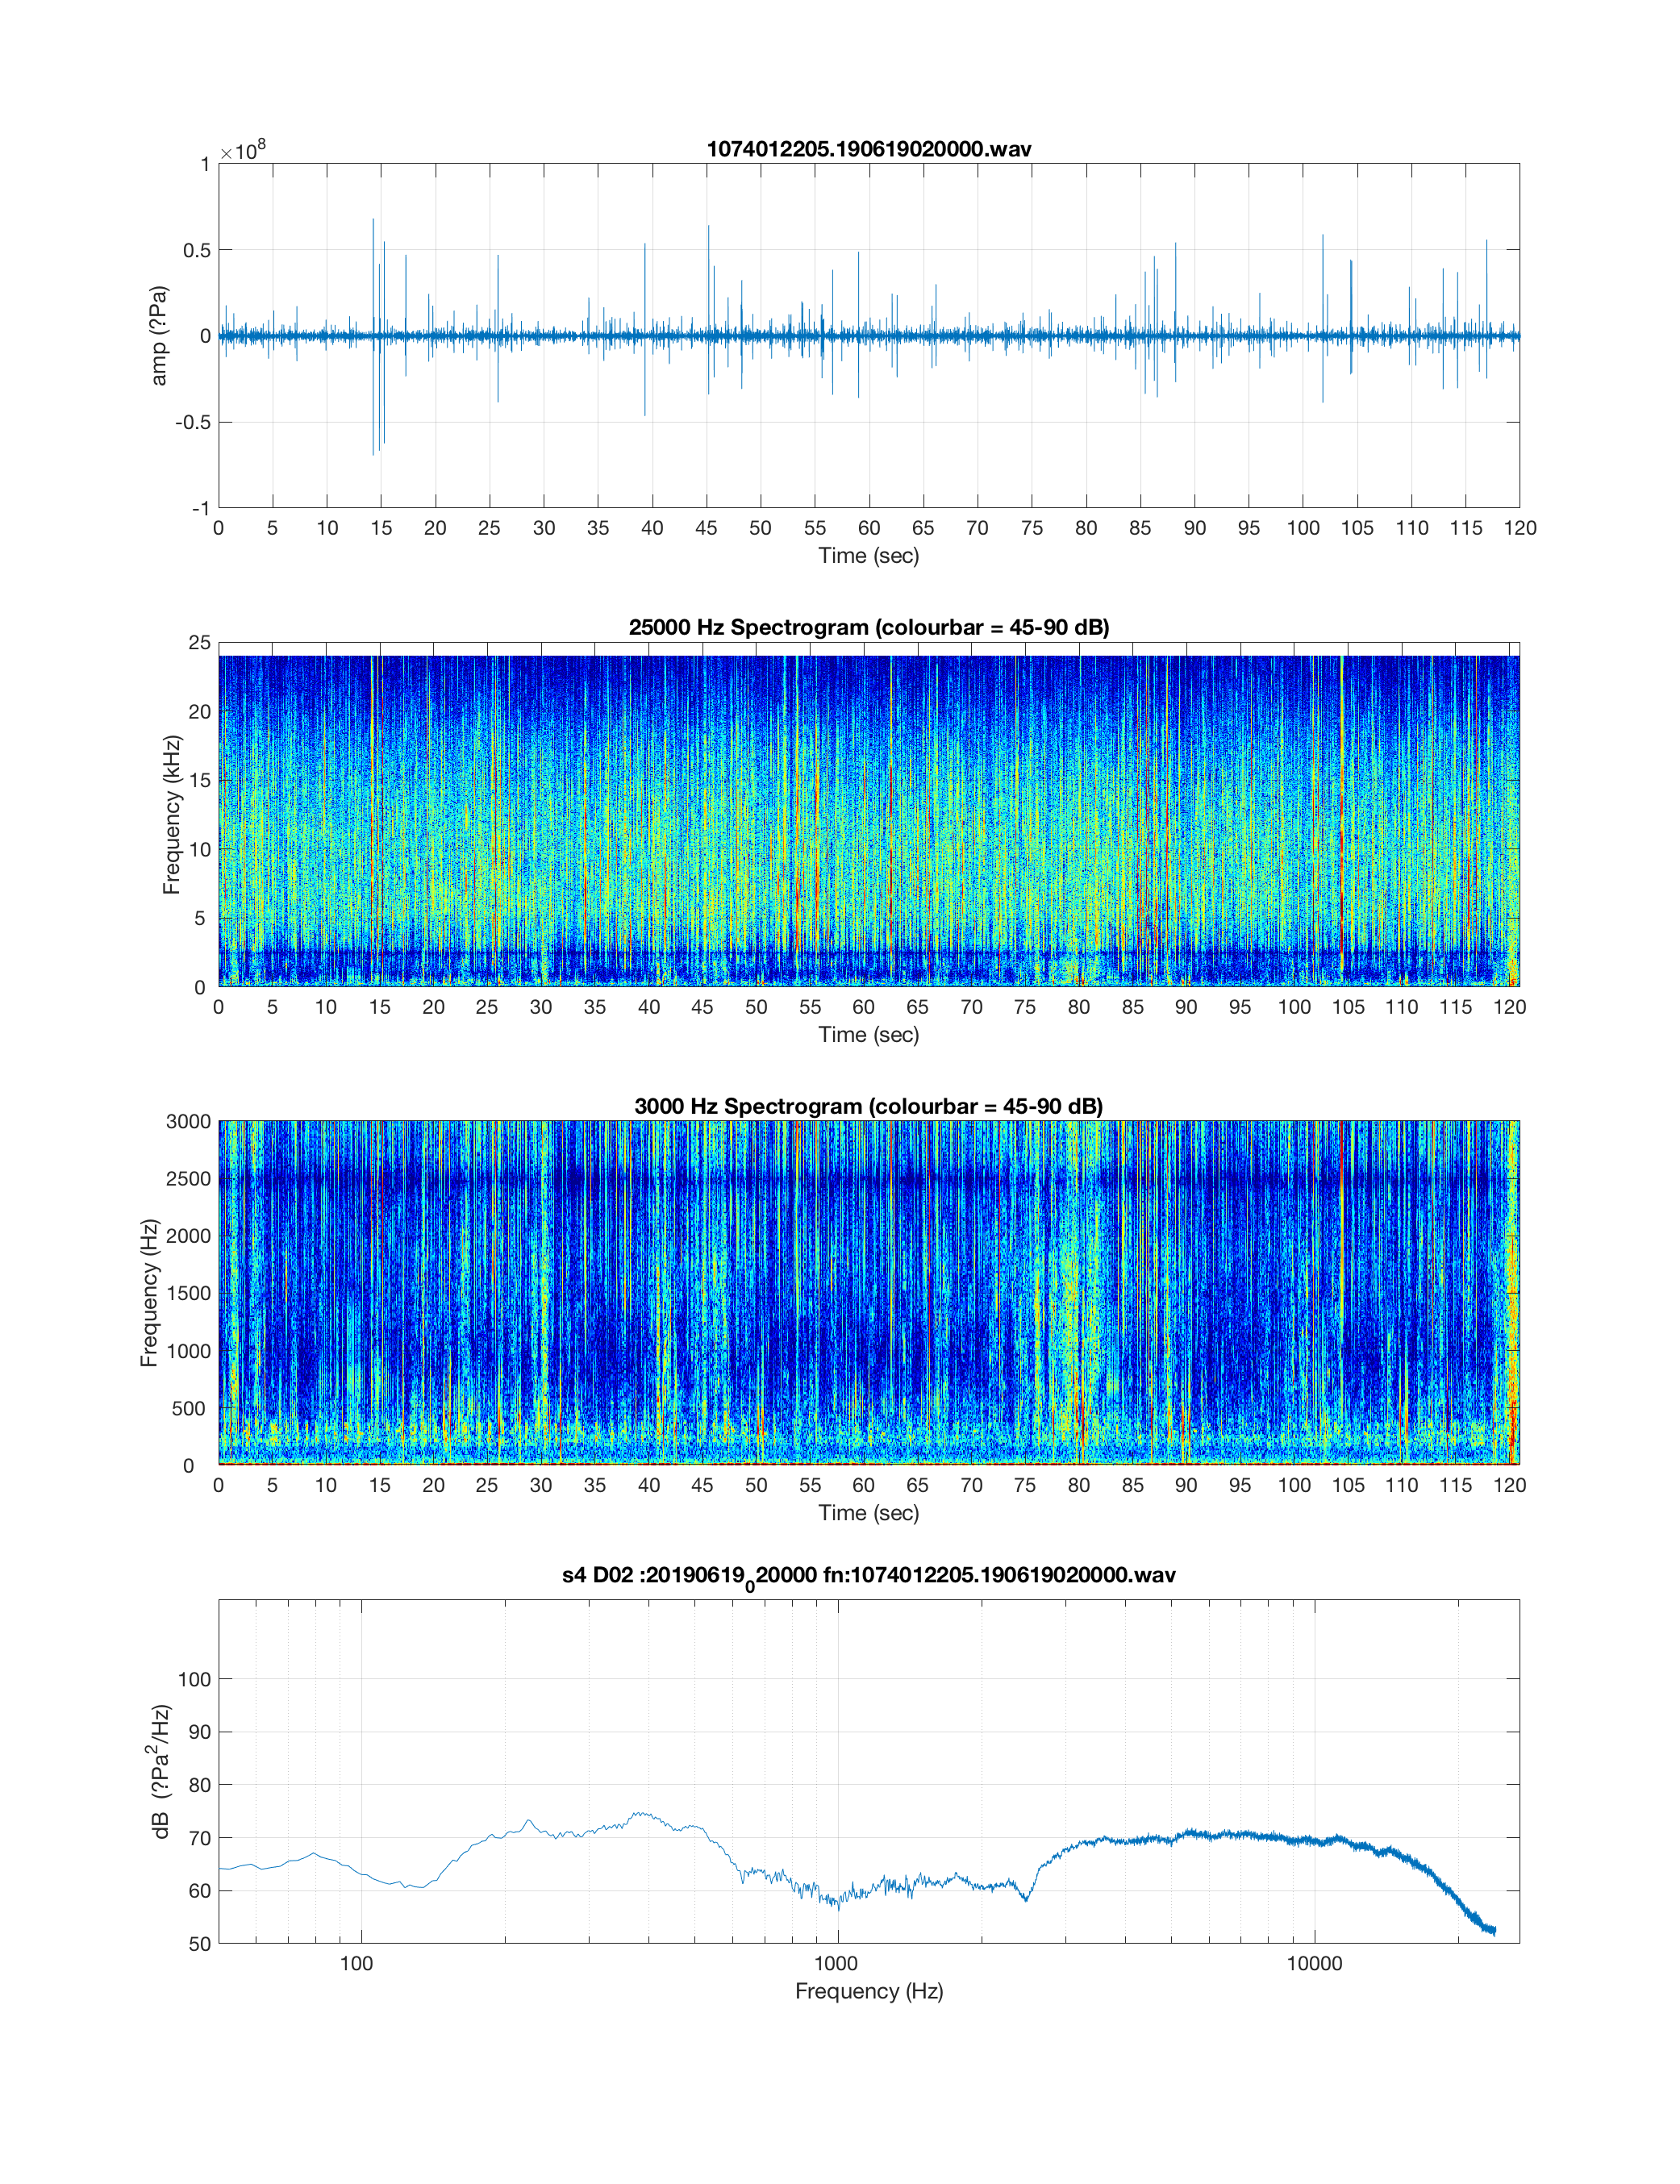 1074012205.190619020000.wav
×10⁸
1
0.5
0
-0.5
-1
amp (?Pa)
0 5 10 15 20 25 30 35 40 45 50 55 60 65 70 75 80 85 90 95 100 105 110 115 120
Time (sec)
25000 Hz Spectrogram (colourbar = 45-90 dB)
25
20
15
10
5
0
Frequency (kHz)
0 5 10 15 20 25 30 35 40 45 50 55 60 65 70 75 80 85 90 95 100 105 110 115 120
Time (sec)
3000 Hz Spectrogram (colourbar = 45-90 dB)
3000
2500
2000
1500
1000
500
0
Frequency (Hz)
0 5 10 15 20 25 30 35 40 45 50 55 60 65 70 75 80 85 90 95 100 105 110 115 120
Time (sec)
s4 D02 :20190619₀20000 fn:1074012205.190619020000.wav
100
90
80
70
60
50
dB (?Pa²/Hz)
100 1000 10000
Frequency (Hz)